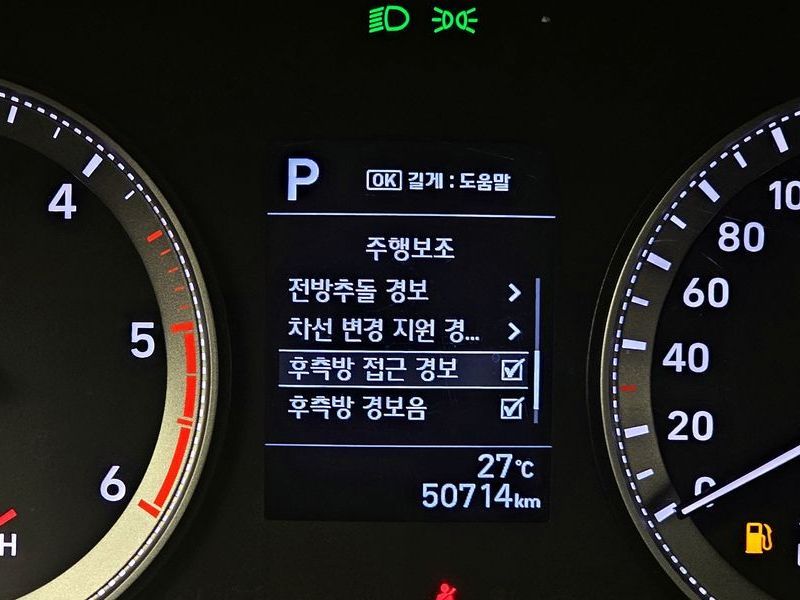 P
OK 길게 : 도움말
주행보조
전방추돌 경보
차선 변경 지원 경...
후측방 접근 경보
후측방 경보음
27°C
50714km
4
5
6
H
10
80
60
40
20
0